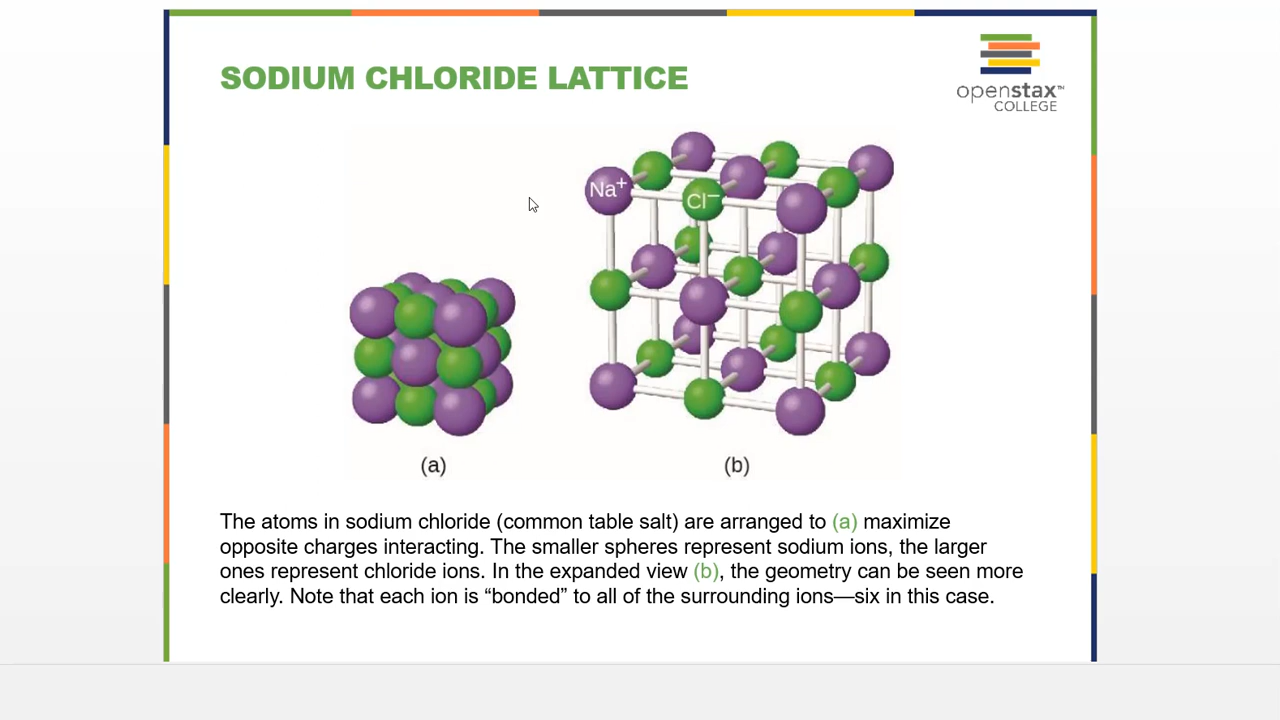 SODIUM CHLORIDE LATTICE
openstax™
COLLEGE
Na⁺
Cl⁻
(a)
(b)
The atoms in sodium chloride (common table salt) are arranged to (a) maximize
opposite charges interacting. The smaller spheres represent sodium ions, the larger
ones represent chloride ions. In the expanded view (b), the geometry can be seen more
clearly. Note that each ion is “bonded” to all of the surrounding ions—six in this case.